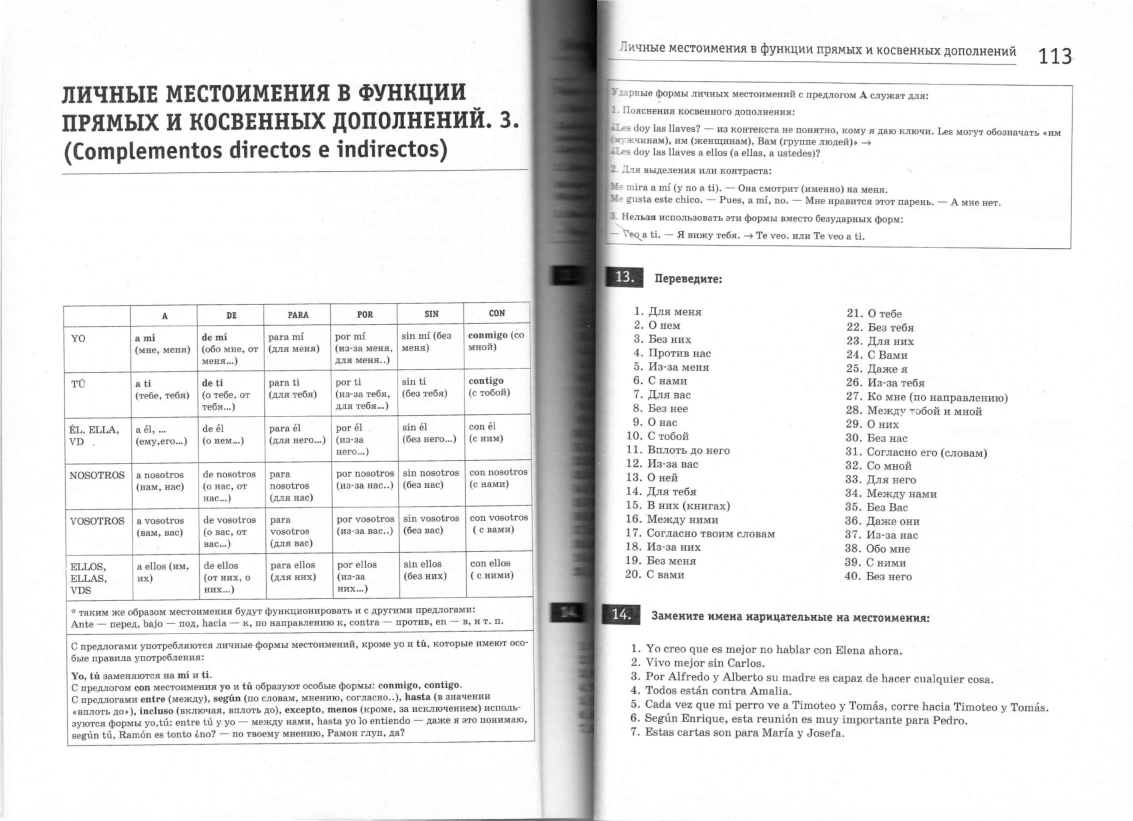 ЛИЧНЫЕ МЕСТОИМЕНИЯ В ФУНКЦИИ
ПРЯМЫХ И КОСВЕННЫХ ДОПОЛНЕНИЙ. 3.
(Complementos directos e indirectos)
A DE PARA POR SIN CON
YO
a mí (мне, меня)
de mí (обо мне, от меня...)
para mí (для меня)
por mí (из-за меня, для меня..)
sin mí (без меня)
conmigo (со мной)
TÚ
a ti (тебе, тебя)
de ti (о тебе, от тебя...)
para ti (для тебя)
por ti (из-за тебя, для тебя...)
sin ti (без тебя)
contigo (с тобой)
ÉL, ELLA, VD
a él, ... (ему,его...)
de él (о нем...)
para él (для него...)
por él (из-за него...)
sin él (без него...)
con él (с ним)
NOSOTROS
a nosotros (нам, нас)
de nosotros (о нас, от нас...)
para nosotros (для нас)
por nosotros (из-за нас..)
sin nosotros (без нас)
con nosotros (с нами)
VOSOTROS
a vosotros (вам, вас)
de vosotros (о вас, от вас...)
para vosotros (для вас)
por vosotros (из-за вас..)
sin vosotros (без вас)
con vosotros ( с вами)
ELLOS, ELLAS, VDS
a ellos (им, их)
de ellos (от них, о них...)
para ellos (для них)
por ellos (из-за них...)
sin ellos (без них)
con ellos ( с ними)
* таким же образом местоимения будут функционировать и с другими предлогами:
Ante — перед, bajo — под, hacia — к, по направлению к, contra — против, en — в, и т. п.
С предлогами употребляются личные формы местоимений, кроме yo и tú, которые имеют осо-
бые правила употребления:
Yo, tú заменяются на mí и ti.
С предлогом con местоимения yo и tú образуют особые формы: conmigo, contigo.
С предлогами entre (между), según (по словам, мнению, согласно..), hasta (в значении
«вплоть до»), incluso (включая, вплоть до), excepto, menos (кроме, за исключением) исполь-
зуются формы yo,tú: entre tú y yo — между нами, hasta yo lo entiendo — даже я это понимаю,
según tú, Ramón es tonto ¿no? — по твоему мнению, Рамон глуп, да?
Личные местоимения в функции прямых и косвенных дополнений 113
Ударные формы личных местоимений с предлогом А служат для:
1. Пояснения косвенного дополнения:
¿Les doy las llaves? — из контекста не понятно, кому я даю ключи. Les могут обозначать «им
(мужчинам), им (женщинам), Вам (группе людей)» →
¿Les doy las llaves a ellos (a ellas, a ustedes)?
2. Для выделения или контраста:
Me mira a mí (y no a ti). — Она смотрит (именно) на меня.
Me gusta este chico. — Pues, a mí, no. — Мне нравится этот парень. — А мне нет.
3. Нельзя использовать эти формы вместо безударных форм:
— Veo a ti. — Я вижу тебя. → Te veo. или Te veo a ti.
13. Переведите:
1. Для меня
2. О нем
3. Без них
4. Против нас
5. Из-за меня
6. С нами
7. Для вас
8. Без нее
9. О нас
10. С тобой
11. Вплоть до него
12. Из-за вас
13. О ней
14. Для тебя
15. В них (книгах)
16. Между ними
17. Согласно твоим словам
18. Из-за них
19. Без меня
20. С вами
21. О тебе
22. Без тебя
23. Для них
24. С Вами
25. Даже я
26. Из-за тебя
27. Ко мне (по направлению)
28. Между тобой и мной
29. О них
30. Без нас
31. Согласно его (словам)
32. Со мной
33. Для него
34. Между нами
35. Без Вас
36. Даже они
37. Из-за нас
38. Обо мне
39. С ними
40. Без него
14. Замените имена нарицательные на местоимения:
1. Yo creo que es mejor no hablar con Elena ahora.
2. Vivo mejor sin Carlos.
3. Por Alfredo y Alberto su madre es capaz de hacer cualquier cosa.
4. Todos están contra Amalia.
5. Cada vez que mi perro ve a Timoteo y Tomás, corre hacia Timoteo y Tomás.
6. Según Enrique, esta reunión es muy importante para Pedro.
7. Estas cartas son para María y Josefa.